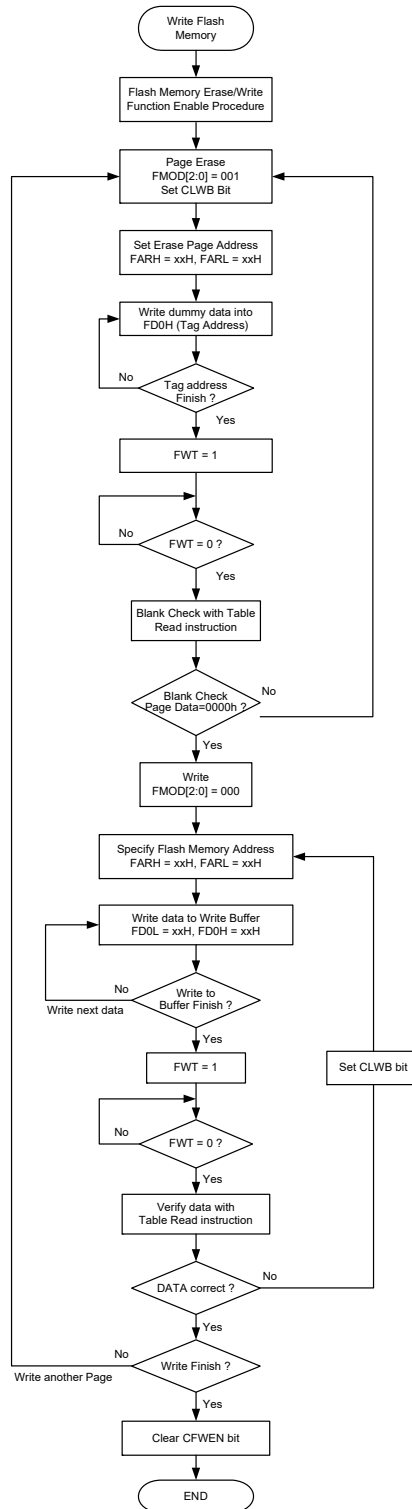 Write Flash
Memory
Flash Memory Erase/Write
Function Enable Procedure
Page Erase
FMOD[2:0] = 001
Set CLWB Bit
Set Erase Page Address
FARH = xxH, FARL = xxH
Write dummy data into
FD0H (Tag Address)
No
Tag address
Finish ?
Yes
FWT = 1
No
FWT = 0 ?
Yes
Blank Check with Table
Read instruction
No
Blank Check
Page Data=0000h ?
Yes
Write
FMOD[2:0] = 000
Specify Flash Memory Address
FARH = xxH, FARL = xxH
Write data to Write Buffer
FD0L = xxH, FD0H = xxH
No
Write next data
Write to
Buffer Finish ?
Yes
FWT = 1
Set CLWB bit
No
FWT = 0 ?
Yes
Verify data with
Table Read instruction
No
DATA correct ?
Yes
No
Write Finish ?
Write another Page
Yes
Clear CFWEN bit
END